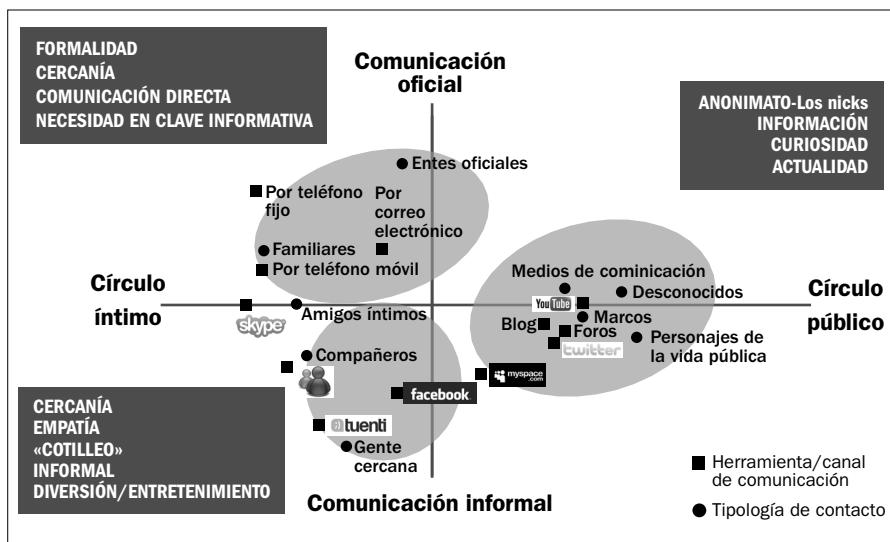 FORMALIDAD
CERCANÍA
COMUNICACIÓN DIRECTA
NECESIDAD EN CLAVE INFORMATIVA
Comunicación
oficial
ANONIMATO-Los nicks
INFORMACIÓN
CURIOSIDAD
ACTUALIDAD
Entes oficiales
Por teléfono
fijo
Por
correo
electrónico
Familiares
Por teléfono móvil
Círculo
íntimo
Medios de cominicación
Desconocidos
YouTube
Círculo
público
skype
Amigos íntimos
Marcos
Blog
Foros
twitter
Personajes de
la vida pública
Compañeros
myspace
.com
facebook
tuenti
Gente
cercana
CERCANÍA
EMPATÍA
«COTILLEO»
INFORMAL
DIVERSIÓN/ENTRETENIMIENTO
Comunicación informal
Herramienta/canal
de comunicación
Tipología de contacto